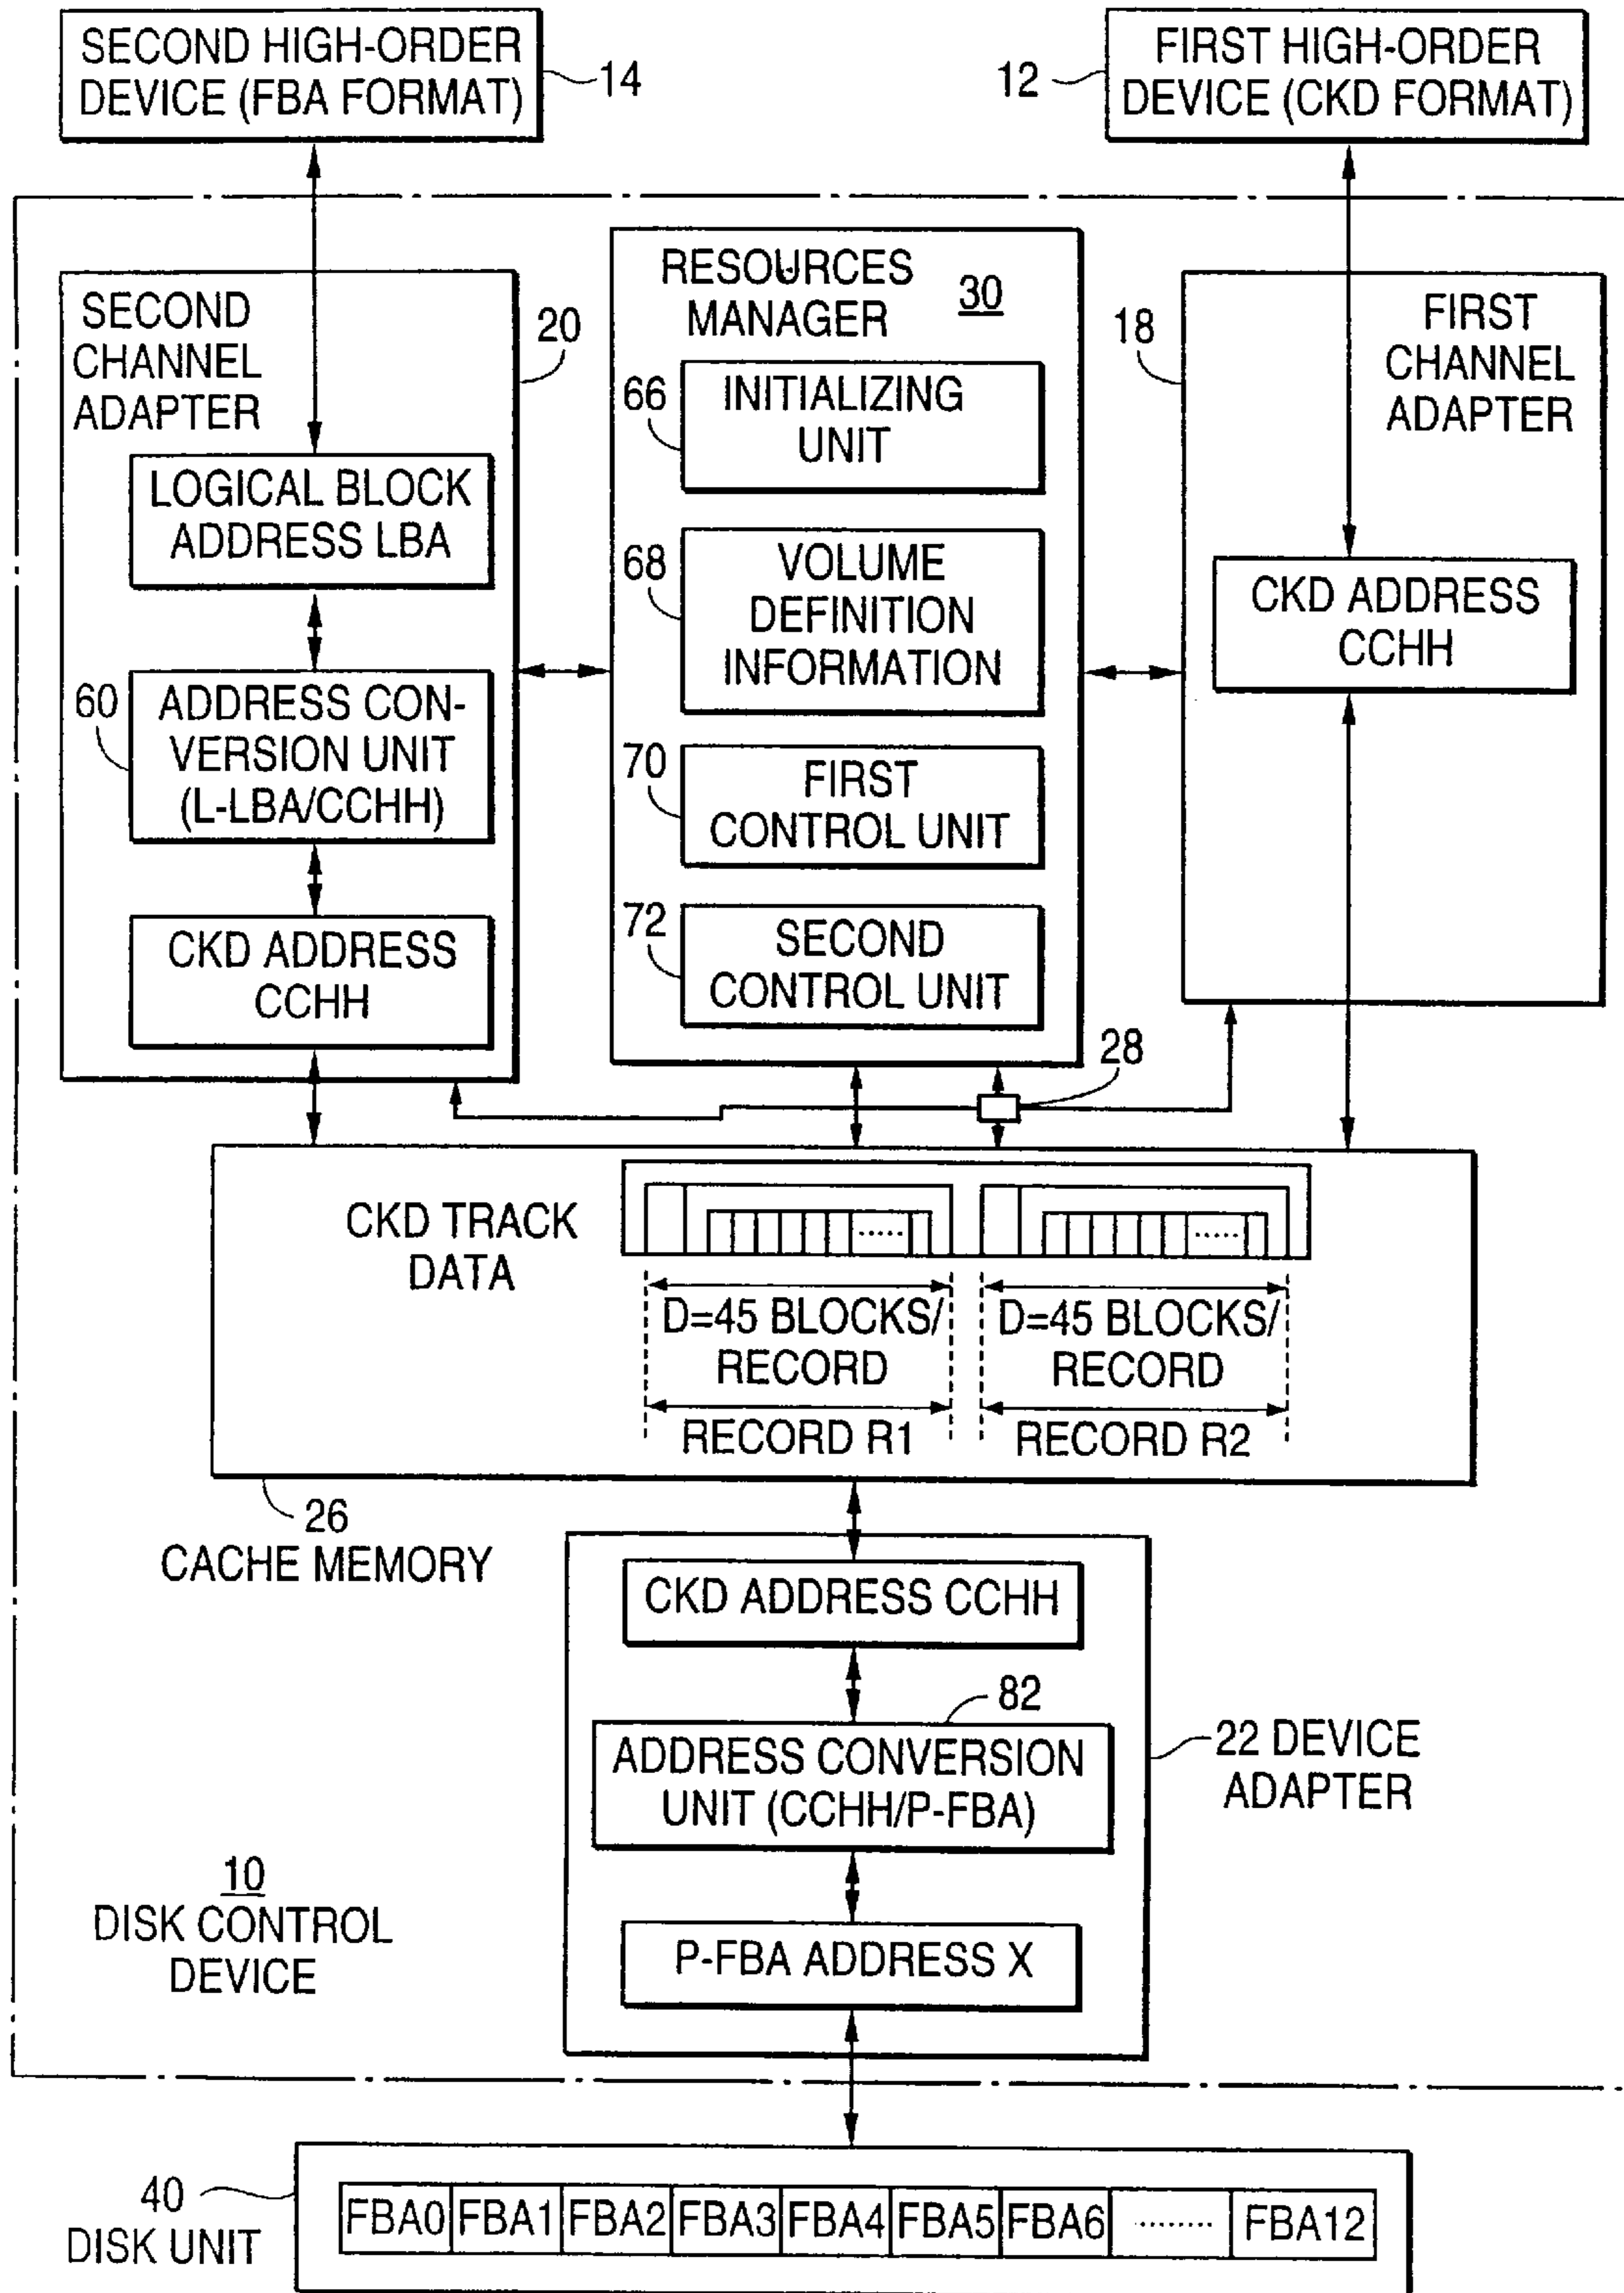 SECOND HIGH-ORDER
DEVICE (FBA FORMAT)
14
12
FIRST HIGH-ORDER
DEVICE (CKD FORMAT)
SECOND
CHANNEL
ADAPTER
20
LOGICAL BLOCK
ADDRESS LBA
60
ADDRESS CON-
VERSION UNIT
(L-LBA/CCHH)
CKD ADDRESS
CCHH
RESOURCES
MANAGER
30
66
INITIALIZING
UNIT
68
VOLUME
DEFINITION
INFORMATION
70
FIRST
CONTROL UNIT
72
SECOND
CONTROL UNIT
18
FIRST
CHANNEL
ADAPTER
CKD ADDRESS
CCHH
28
CKD TRACK
DATA
D=45 BLOCKS/
RECORD
RECORD R1
D=45 BLOCKS/
RECORD
RECORD R2
26
CACHE MEMORY
CKD ADDRESS CCHH
82
ADDRESS CONVERSION
UNIT (CCHH/P-FBA)
22 DEVICE
ADAPTER
P-FBA ADDRESS X
10
DISK CONTROL
DEVICE
40
DISK UNIT
FBA0 FBA1 FBA2 FBA3 FBA4 FBA5 FBA6 ........ FBA12